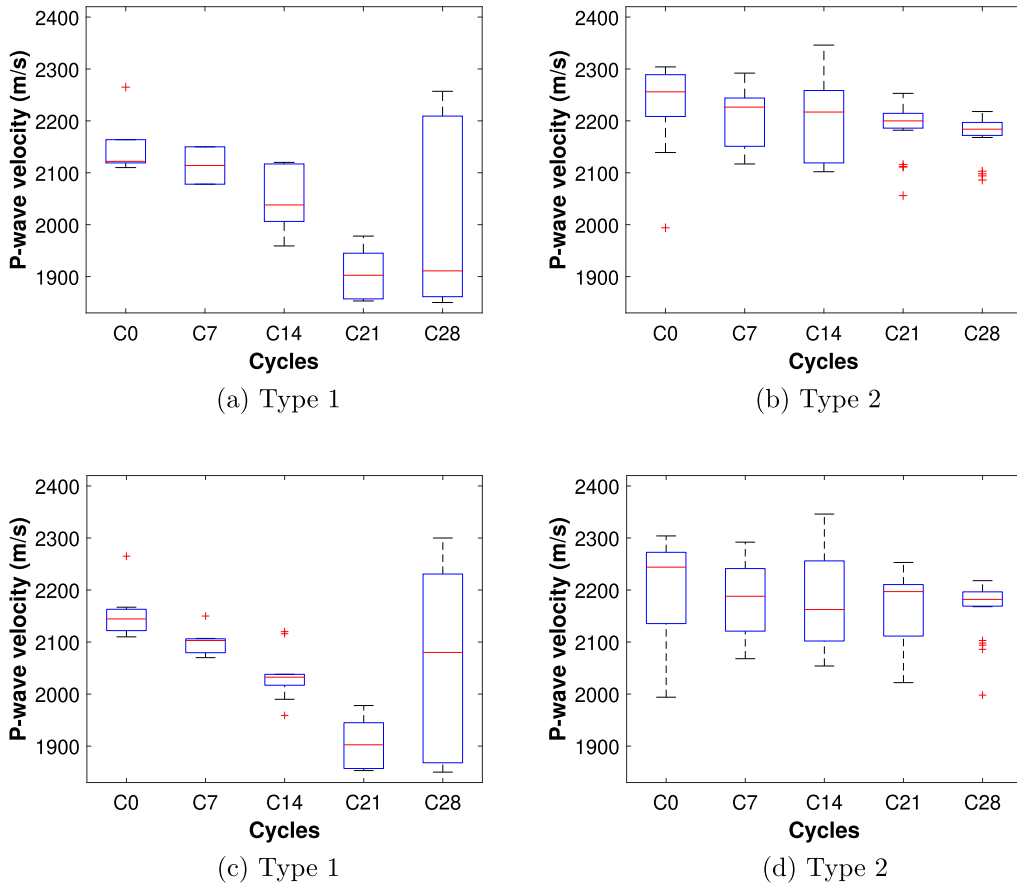 2400
2300
2200
2100
2000
1900
P-wave velocity (m/s)
C0 C7 C14 C21 C28
Cycles
(a) Type 1
2400
2300
2200
2100
2000
1900
P-wave velocity (m/s)
C0 C7 C14 C21 C28
Cycles
(b) Type 2
2400
2300
2200
2100
2000
1900
P-wave velocity (m/s)
C0 C7 C14 C21 C28
Cycles
(c) Type 1
2400
2300
2200
2100
2000
1900
P-wave velocity (m/s)
C0 C7 C14 C21 C28
Cycles
(d) Type 2